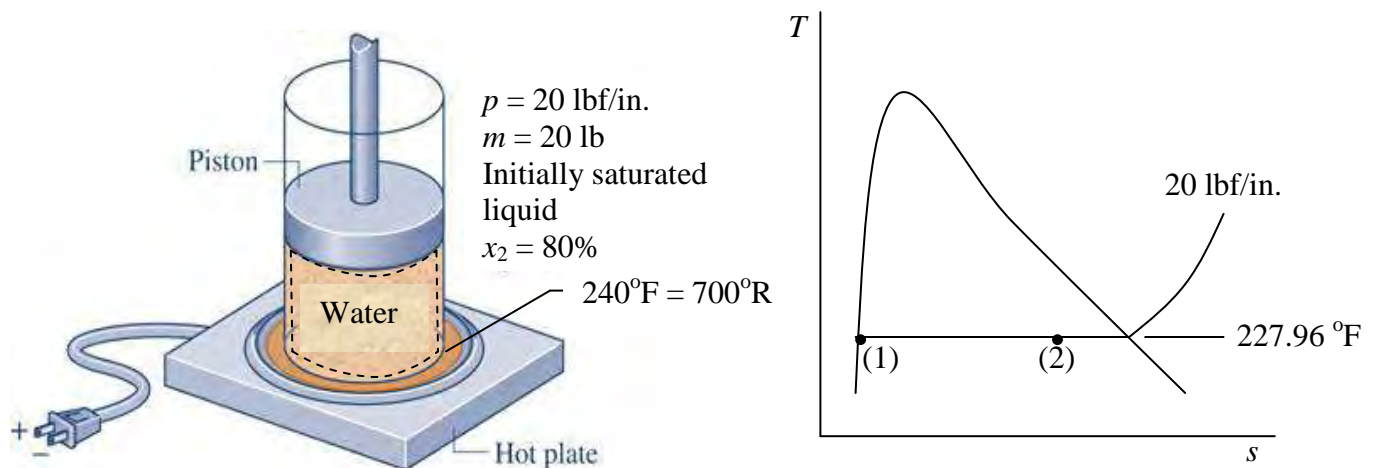 Piston
Water
+
−
Hot plate
p = 20 lbf/in.
m = 20 lb
Initially saturated
liquid
x₂ = 80%
240°F = 700°R
T
20 lbf/in.
227.96 °F
(1)
(2)
s